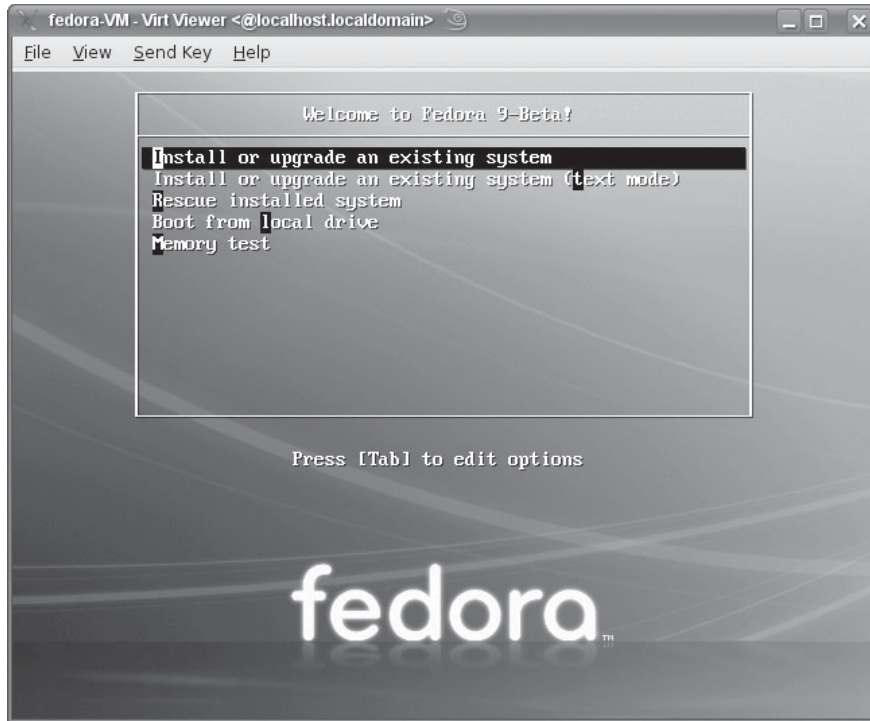 fedora-VM - Virt Viewer <@localhost.localdomain>
File View Send Key Help
Welcome to Fedora 9-Beta!
Install or upgrade an existing system
Install or upgrade an existing system (text mode)
Rescue installed system
Boot from local drive
Memory test
Press [Tab] to edit options
fedora™